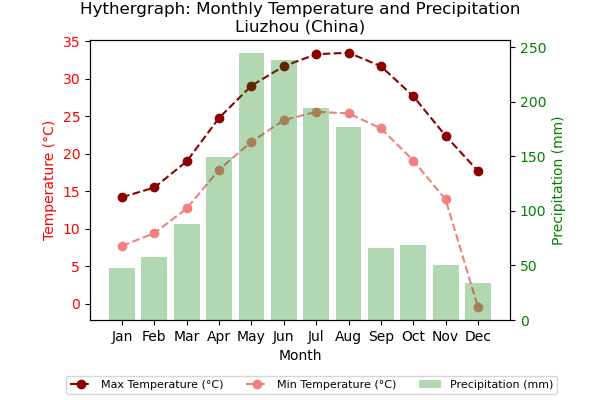 Hythergraph: Monthly Temperature and Precipitation
Liuzhou (China)
Temperature (°C)
35
30
25
20
15
10
5
0
250
200
150
100
50
0
Precipitation (mm)
Jan Feb Mar Apr May Jun Jul Aug Sep Oct Nov Dec
Month
Max Temperature (°C) Min Temperature (°C) Precipitation (mm)